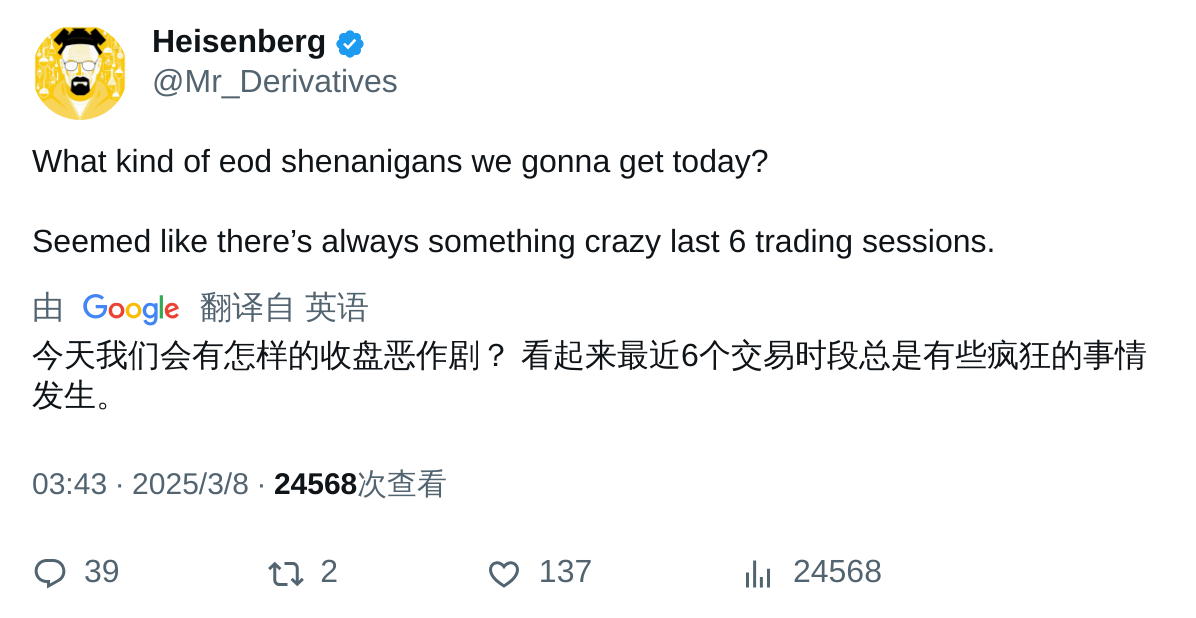 Heisenberg
@Mr_Derivatives
What kind of eod shenanigans we gonna get today?
Seemed like there’s always something crazy last 6 trading sessions.
由 Google 翻译自 英语
今天我们会有怎样的收盘恶作剧？ 看起来最近6个交易时段总是有些疯狂的事情
发生。
03:43 · 2025/3/8 · 24568次查看
39 2 137 24568